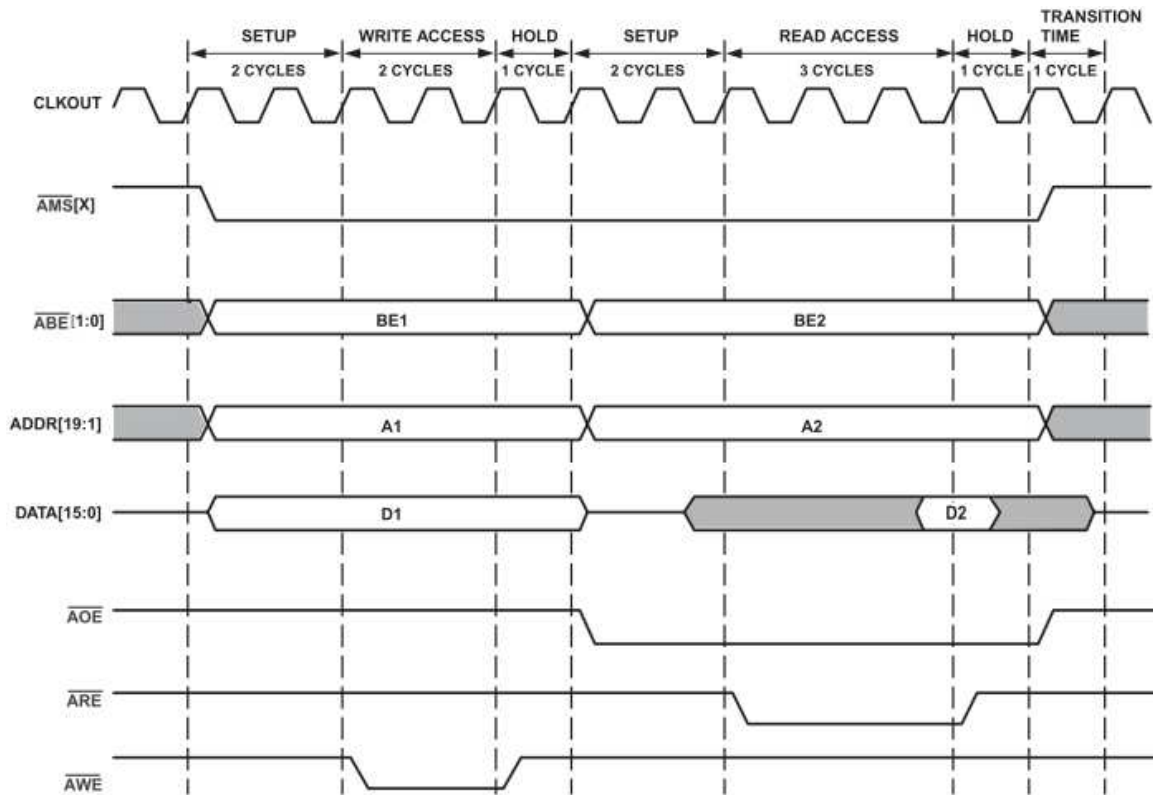 TRANSITION
SETUP WRITE ACCESS HOLD SETUP READ ACCESS HOLD TIME
2 CYCLES 2 CYCLES 1 CYCLE 2 CYCLES 3 CYCLES 1 CYCLE 1 CYCLE
CLKOUT
AMS[X]
ABE[1:0] BE1 BE2
ADDR[19:1] A1 A2
DATA[15:0] D1 D2
AOE
ARE
AWE